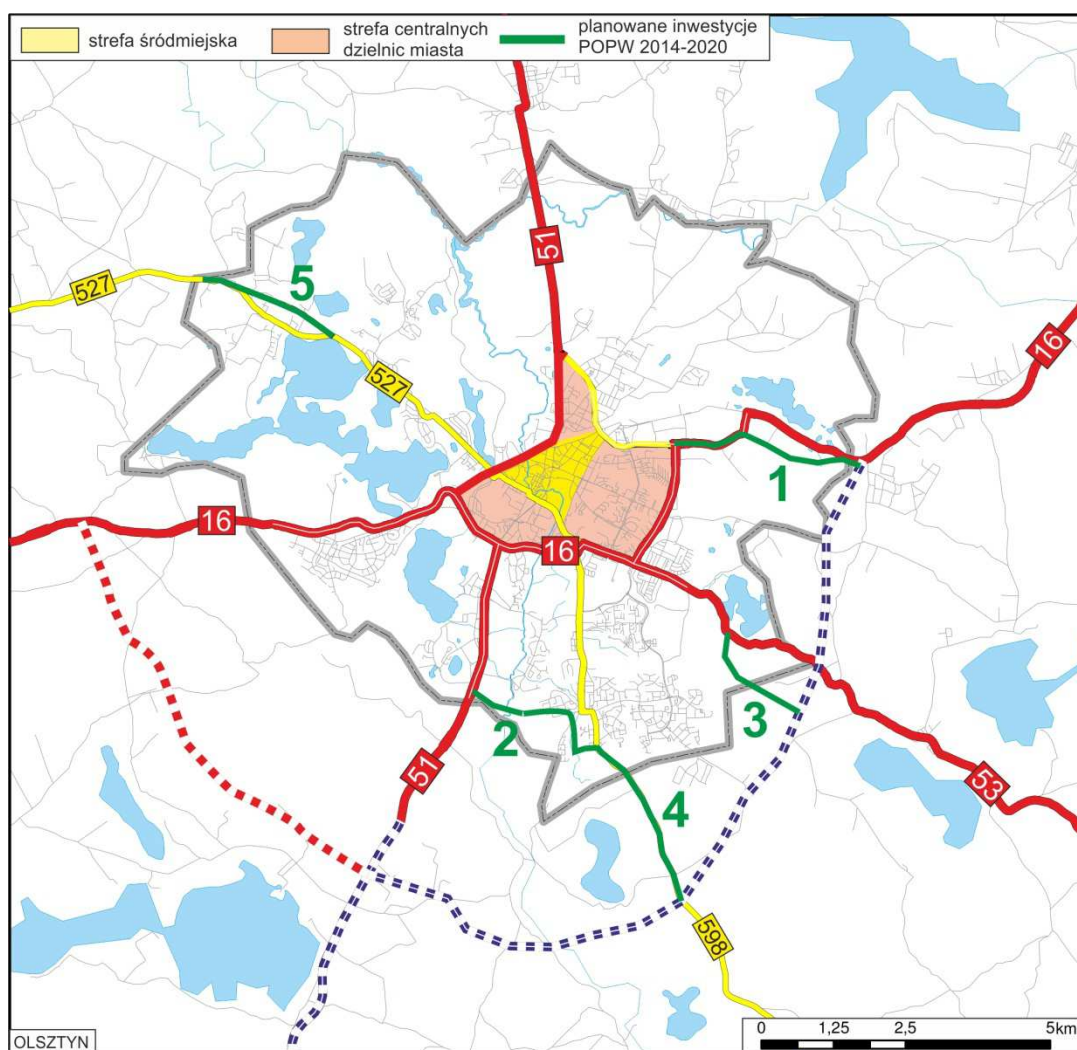 strefa śródmiejska
strefa centralnych
dzielnic miasta
planowane inwestycje
POPW 2014-2020
51
527
5
16
527
1
16
16
3
2
51
53
4
598
OLSZTYN
0 1,25 2,5 5km